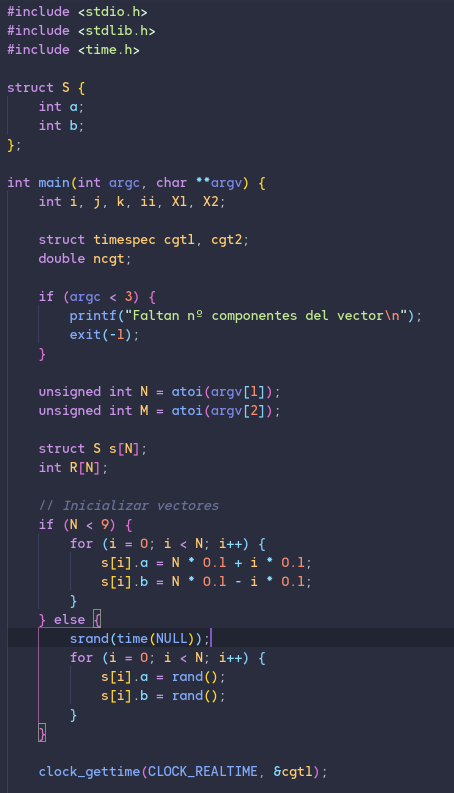 #include <stdio.h>
#include <stdlib.h>
#include <time.h>

struct S {
    int a;
    int b;
};

int main(int argc, char **argv) {
    int i, j, k, ii, X1, X2;

    struct timespec cgt1, cgt2;
    double ncgt;

    if (argc < 3) {
        printf("Faltan nº componentes del vector\n");
        exit(-1);
    }

    unsigned int N = atoi(argv[1]);
    unsigned int M = atoi(argv[2]);

    struct S s[N];
    int R[N];

    // Inicializar vectores
    if (N < 9) {
        for (i = 0; i < N; i++) {
            s[i].a = N * 0.1 + i * 0.1;
            s[i].b = N * 0.1 - i * 0.1;
        }
    } else {
        srand(time(NULL));
        for (i = 0; i < N; i++) {
            s[i].a = rand();
            s[i].b = rand();
        }
    }

    clock_gettime(CLOCK_REALTIME, &cgt1);